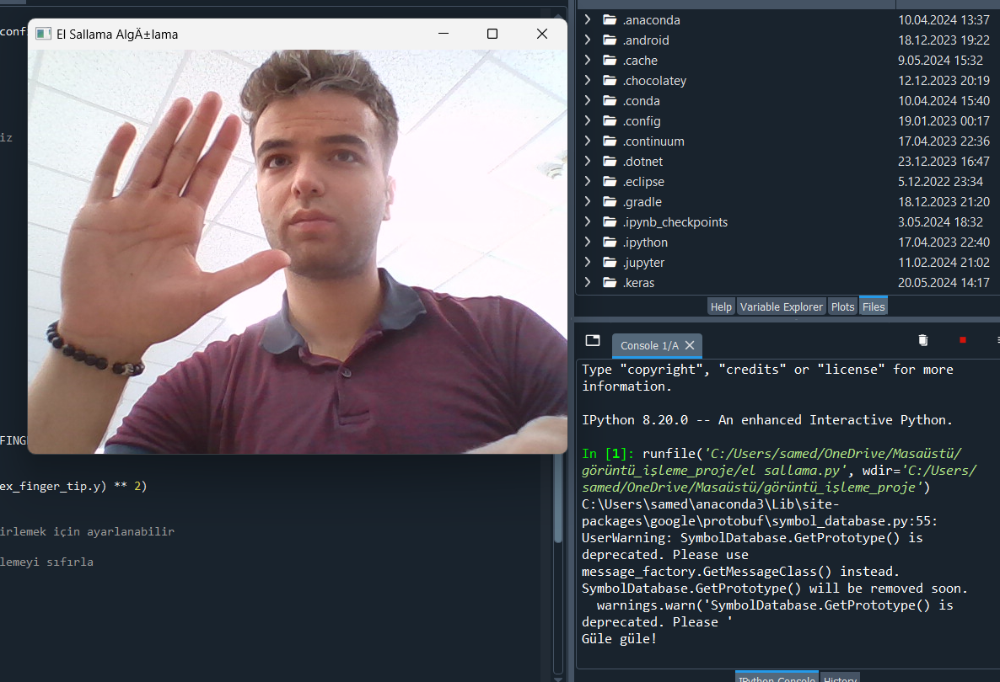 conf
El Sallama AlgÄ±lama
iz
FING
ex_finger_tip.y) ** 2)
irlemek için ayarlanabilir
lemeyi sıfırla
.anaconda 10.04.2024 13:37
.android 18.12.2023 19:22
.cache 9.05.2024 15:32
.chocolatey 12.12.2023 20:19
.conda 10.04.2024 15:40
.config 19.01.2023 00:17
.continuum 17.04.2023 22:36
.dotnet 23.12.2023 16:47
.eclipse 5.12.2022 23:34
.gradle 18.12.2023 21:20
.ipynb_checkpoints 3.05.2024 18:32
.ipython 17.04.2023 22:40
.jupyter 11.02.2024 21:02
.keras 20.05.2024 14:17
Help Variable Explorer Plots Files
Console 1/A
Type "copyright", "credits" or "license" for more
information.
IPython 8.20.0 -- An enhanced Interactive Python.
In [1]: runfile('C:/Users/samed/OneDrive/Masaüstü/
görüntü_işleme_proje/el sallama.py', wdir='C:/Users/
samed/OneDrive/Masaüstü/görüntü_işleme_proje')
C:\Users\samed\anaconda3\Lib\site-
packages\google\protobuf\symbol_database.py:55:
UserWarning: SymbolDatabase.GetPrototype() is
deprecated. Please use
message_factory.GetMessageClass() instead.
SymbolDatabase.GetPrototype() will be removed soon.
warnings.warn('SymbolDatabase.GetPrototype() is
deprecated. Please '
Güle güle!
IPython Console History